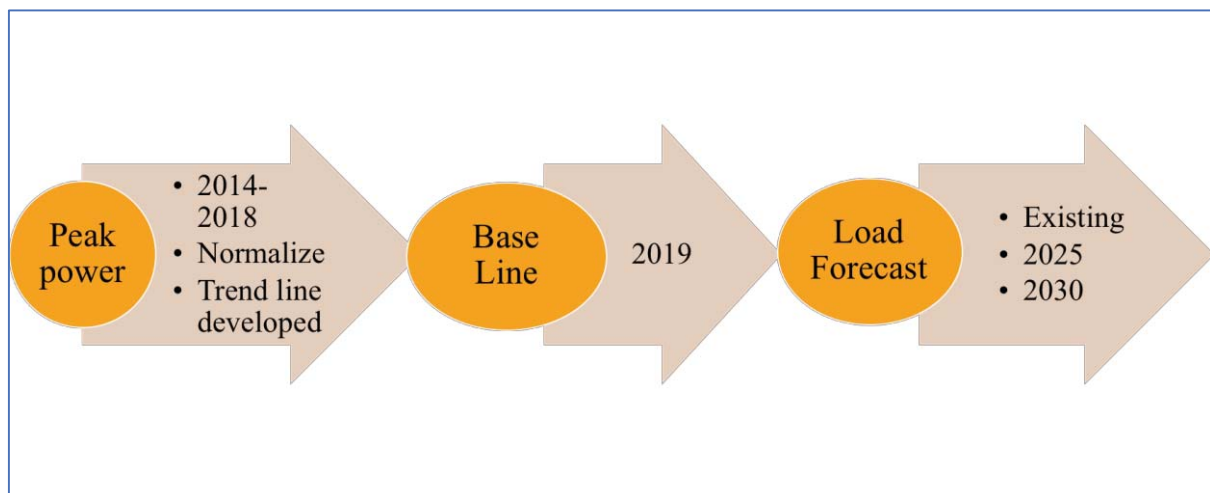 Peak
power
• 2014-
2018
• Normalize
• Trend line
developed
Base
Line
2019
Load
Forecast
• Existing
• 2025
• 2030